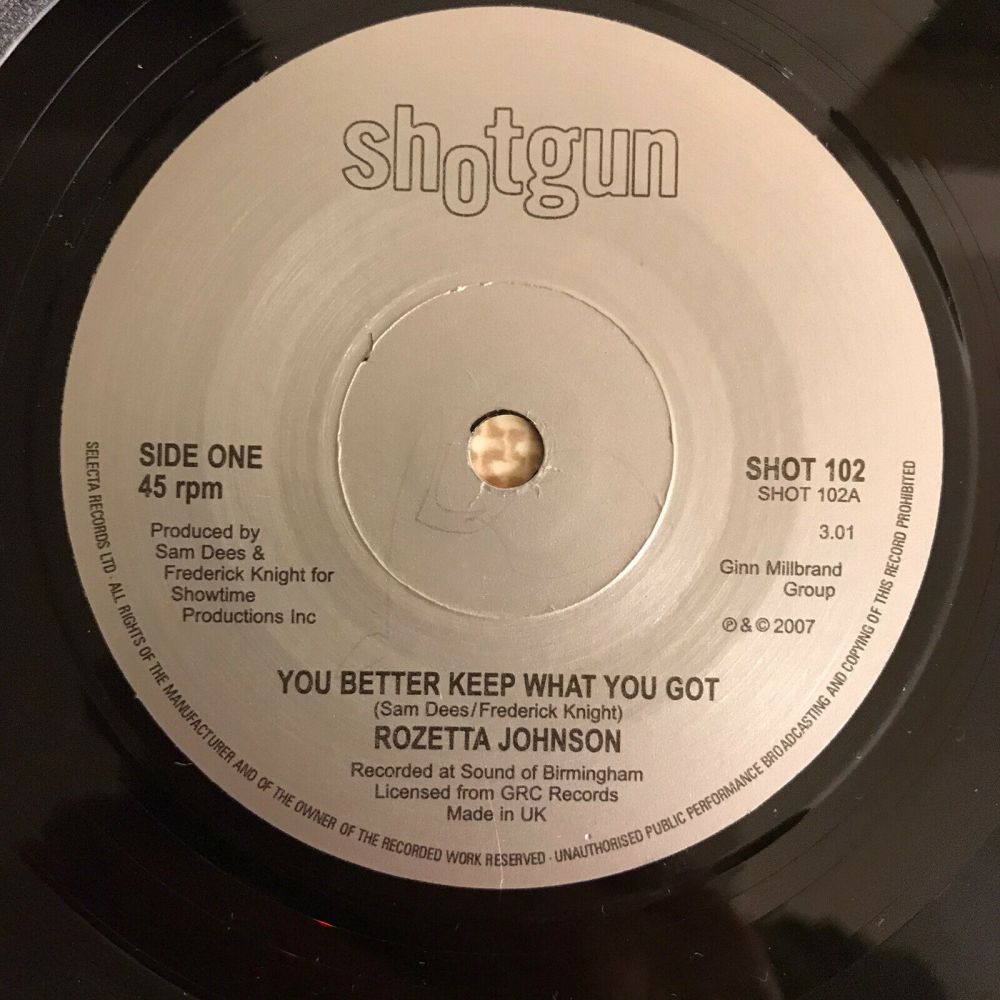 shotgun
SIDE ONE
45 rpm
Produced by
Sam Dees &
Frederick Knight for
Showtime
Productions Inc
SHOT 102
SHOT 102A
3.01
Ginn Millbrand
Group
℗ & © 2007
YOU BETTER KEEP WHAT YOU GOT
(Sam Dees/Frederick Knight)
ROZETTA JOHNSON
Recorded at Sound of Birmingham
Licensed from GRC Records
Made in UK
SELECTA RECORDS LTD · ALL RIGHTS OF THE MANUFACTURER AND OF THE OWNER OF THE RECORDED WORK RESERVED · UNAUTHORISED PUBLIC PERFORMANCE BROADCASTING AND COPYING OF THIS RECORD PROHIBITED